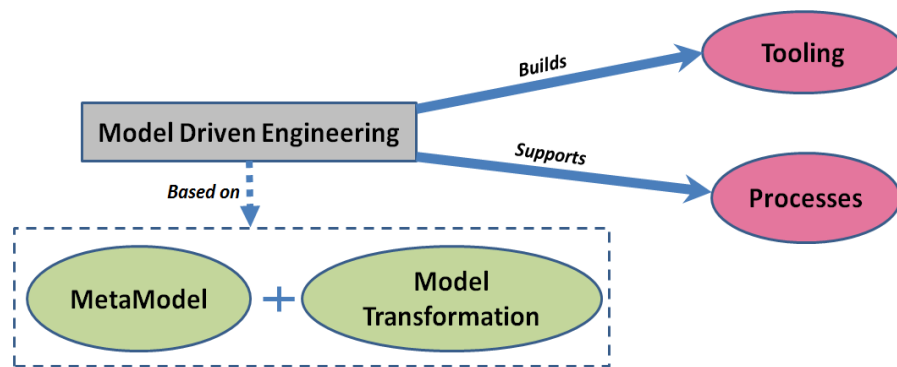 Builds
Tooling
Model Driven Engineering
Supports
Based on
Processes
MetaModel
+
Model
Transformation